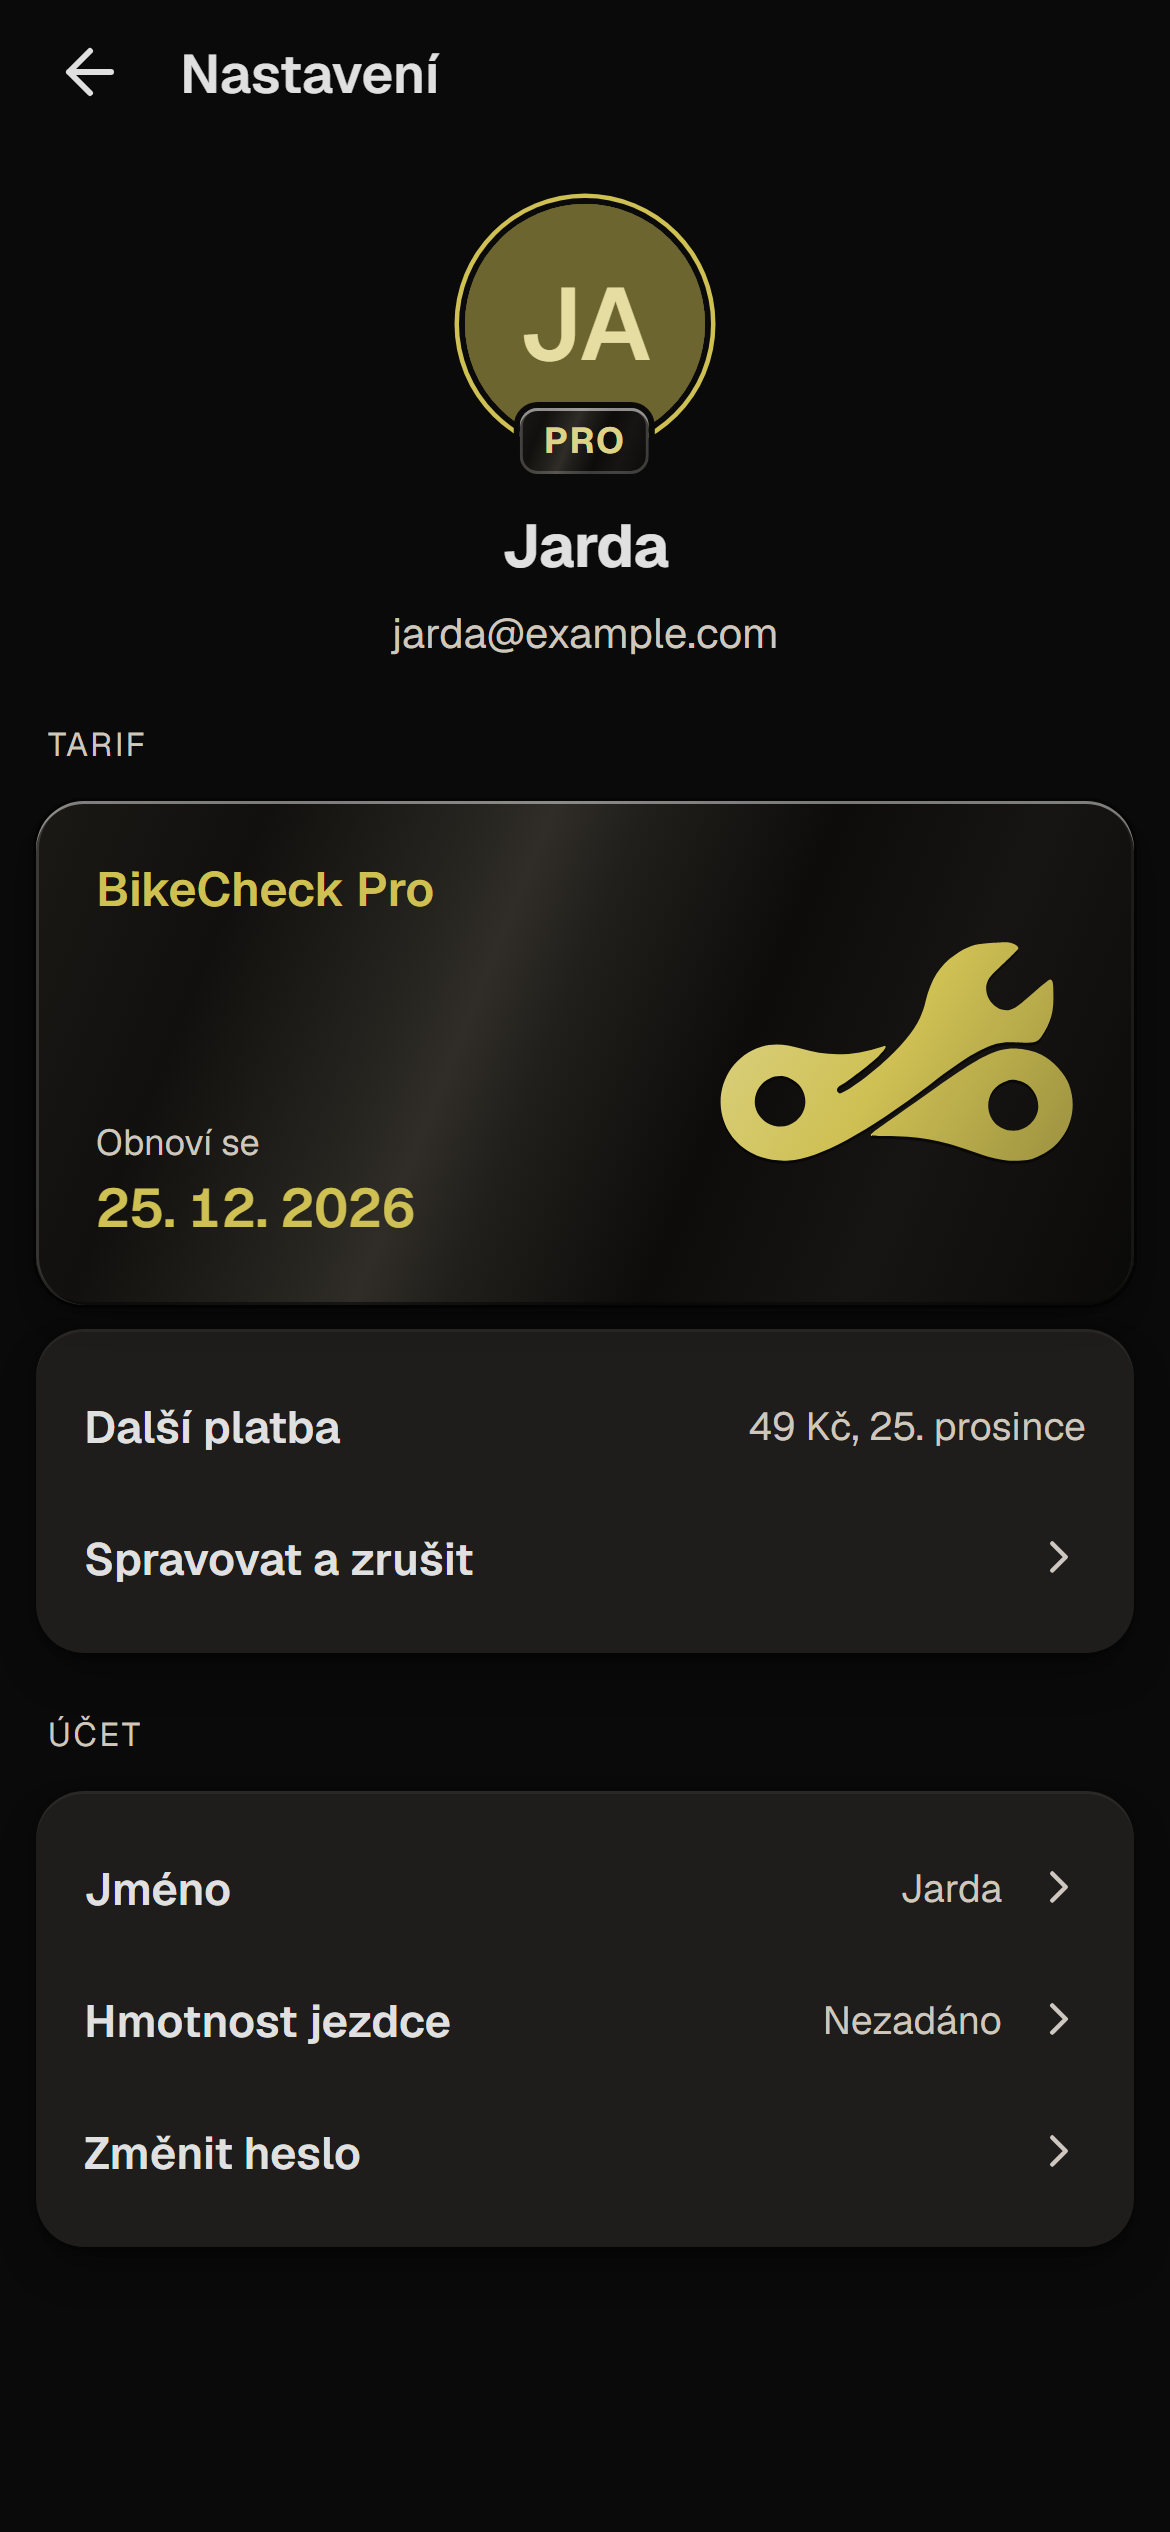 Nastavení
JA
PRO
Jarda
jarda@example.com
TARIF
BikeCheck Pro
Obnoví se
25. 12. 2026
Další platba 49 Kč, 25. prosince
Spravovat a zrušit
ÚČET
Jméno Jarda
Hmotnost jezdce Nezadáno
Změnit heslo